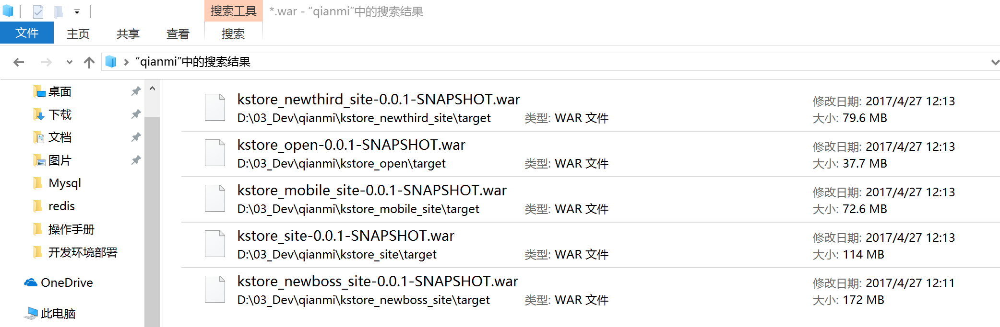 搜索工具 *.war - “qianmi”中的搜索结果
文件 主页 共享 查看 搜索
“qianmi”中的搜索结果
桌面
下载
文档
图片
Mysql
redis
操作手册
开发环境部署
OneDrive
此电脑
kstore_newthird_site-0.0.1-SNAPSHOT.war 修改日期: 2017/4/27 12:13
D:\03_Dev\qianmi\kstore_newthird_site\target 类型: WAR 文件 大小: 79.6 MB
kstore_open-0.0.1-SNAPSHOT.war 修改日期: 2017/4/27 12:13
D:\03_Dev\qianmi\kstore_open\target 类型: WAR 文件 大小: 37.7 MB
kstore_mobile_site-0.0.1-SNAPSHOT.war 修改日期: 2017/4/27 12:13
D:\03_Dev\qianmi\kstore_mobile_site\target 类型: WAR 文件 大小: 72.6 MB
kstore_site-0.0.1-SNAPSHOT.war 修改日期: 2017/4/27 12:13
D:\03_Dev\qianmi\kstore_site\target 类型: WAR 文件 大小: 114 MB
kstore_newboss_site-0.0.1-SNAPSHOT.war 修改日期: 2017/4/27 12:11
D:\03_Dev\qianmi\kstore_newboss_site\target 类型: WAR 文件 大小: 172 MB